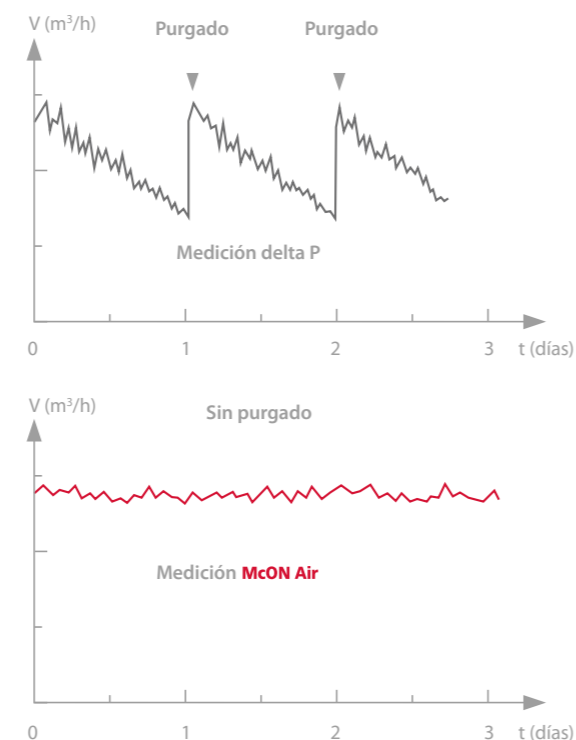 V (m³/h)
Purgado Purgado
Medición delta P
0 1 2 3 t (días)
V (m³/h)
Sin purgado
Medición McON Air
0 1 2 3 t (días)